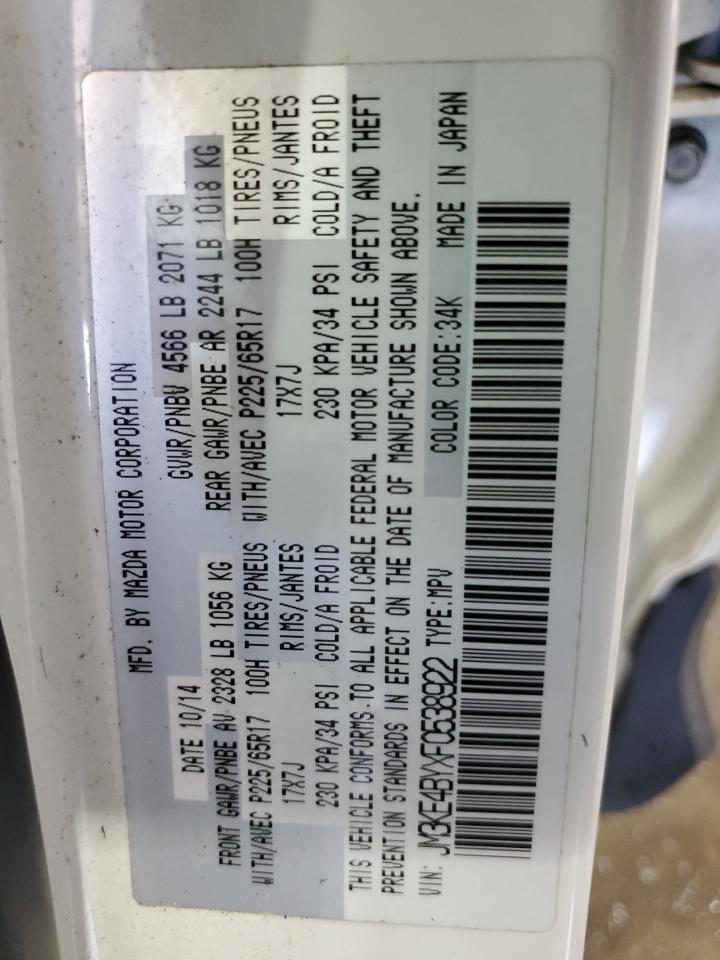 MFD. BY MAZDA MOTOR CORPORATION
DATE 10/14 GVWR/PNBV 4566 LB 2071 KG
FRONT GAWR/PNBE AV 2328 LB 1056 KG REAR GAWR/PNBE AR 2244 LB 1018 KG
WITH/AVEC P225/65R17 100H TIRES/PNEUS WITH/AVEC P225/65R17 100H TIRES/PNEUS
17X7J RIMS/JANTES 17X7J RIMS/JANTES
230 KPA/34 PSI COLD/A FROID 230 KPA/34 PSI COLD/A FROID
THIS VEHICLE CONFORMS.TO ALL APPLICABLE FEDERAL MOTOR VEHICLE SAFETY AND THEFT
PREVENTION STANDARDS IN EFFECT ON THE DATE OF MANUFACTURE SHOWN ABOVE.
VIN: JM3KE4BYXF0538922 TYPE:MPV COLOR CODE:34K MADE IN JAPAN